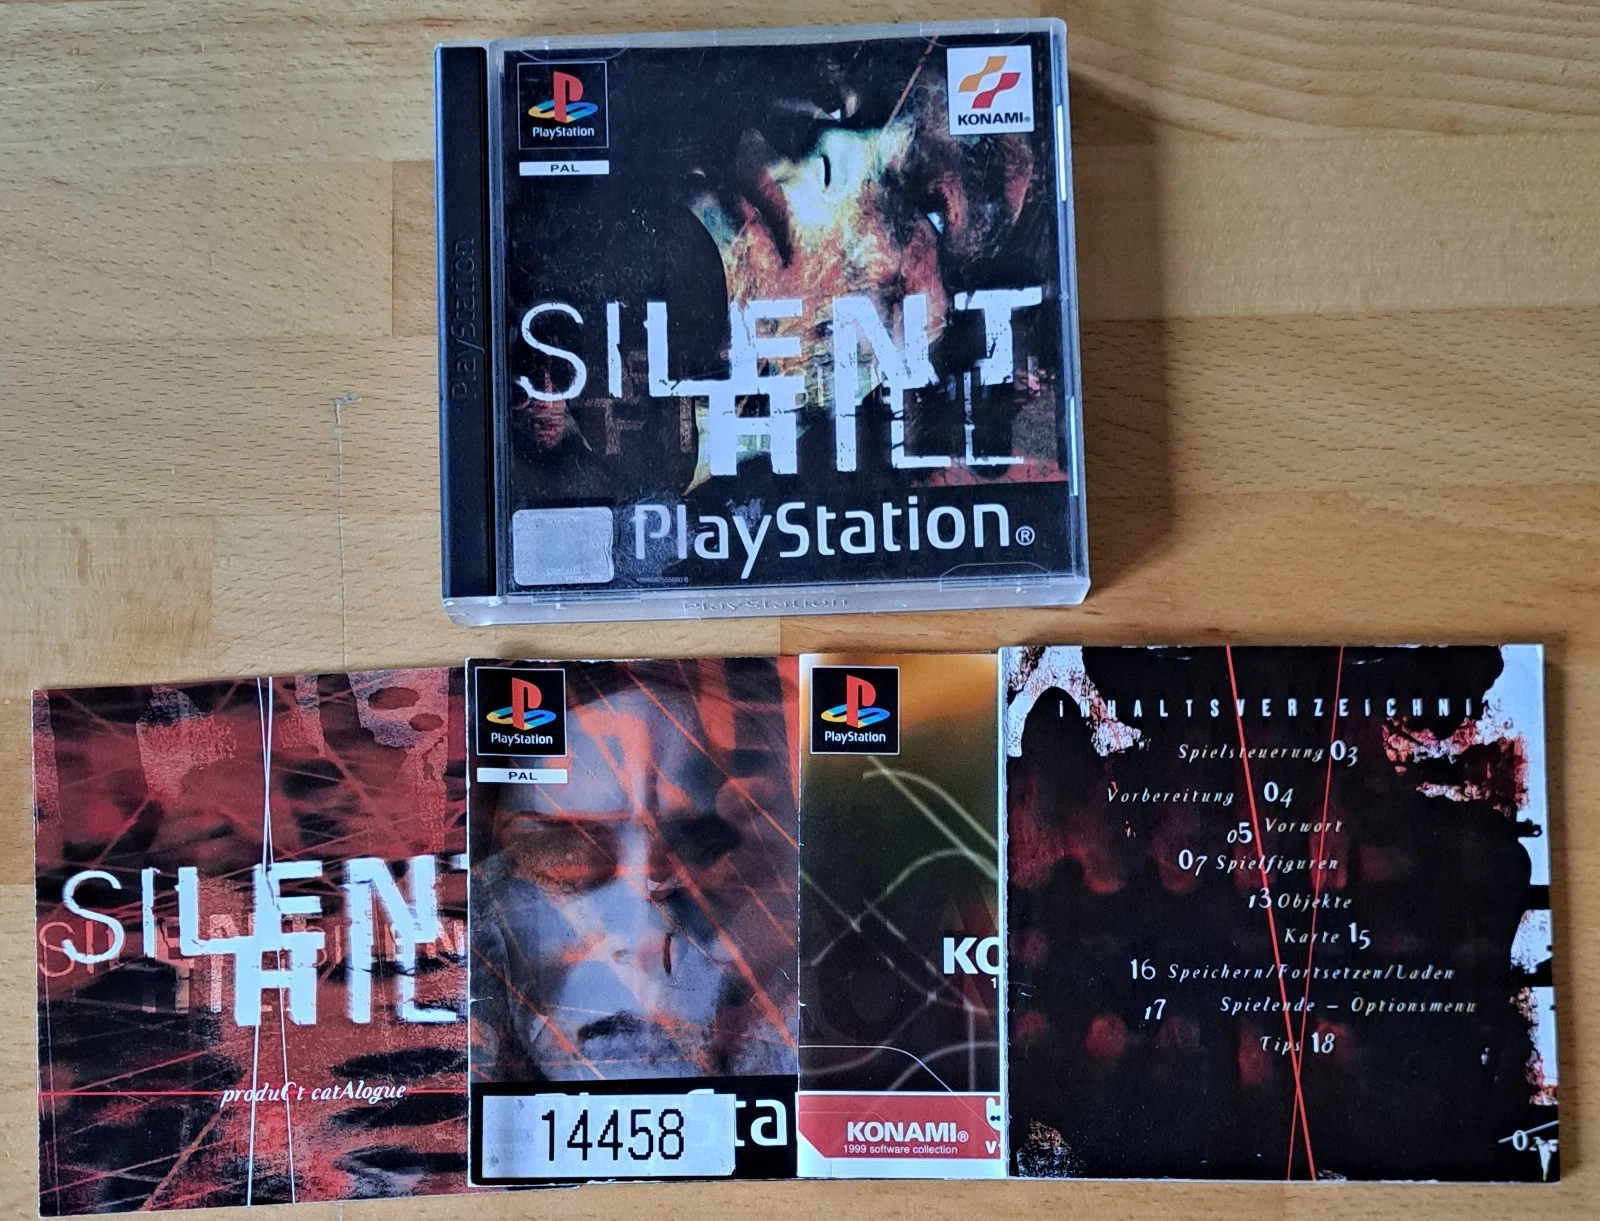 PlayStation
PAL
KONAMI®
PlayStation
SILENT
HILL
PlayStation®
PlayStation
SILENT
HILL
produCt catAlogue
PlayStation
PAL
14458
PlayStation
KONAMI®
1999 software collection
INHALTSVERZEICHNI
Spielsteuerung 03
Vorbereitung 04
05 Vorwort
07 Spielfiguren
13 Objekte
Karte 15
16 Speichern/Fortsetzen/Laden
17 Spielende – Optionsmenu
Tips 18
02